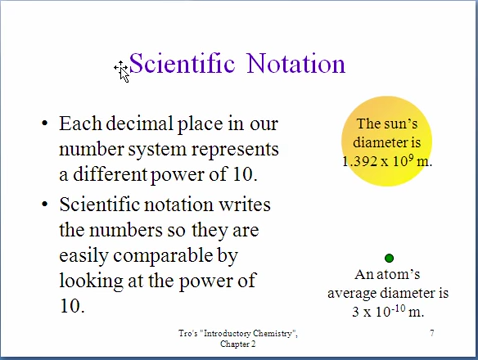 Scientific Notation
• Each decimal place in our
number system represents
a different power of 10.
• Scientific notation writes
the numbers so they are
easily comparable by
looking at the power of
10.
The sun's
diameter is
1.392 x 10⁹ m.
An atom's
average diameter is
3 x 10⁻¹⁰ m.
Tro's "Introductory Chemistry",
Chapter 2
7